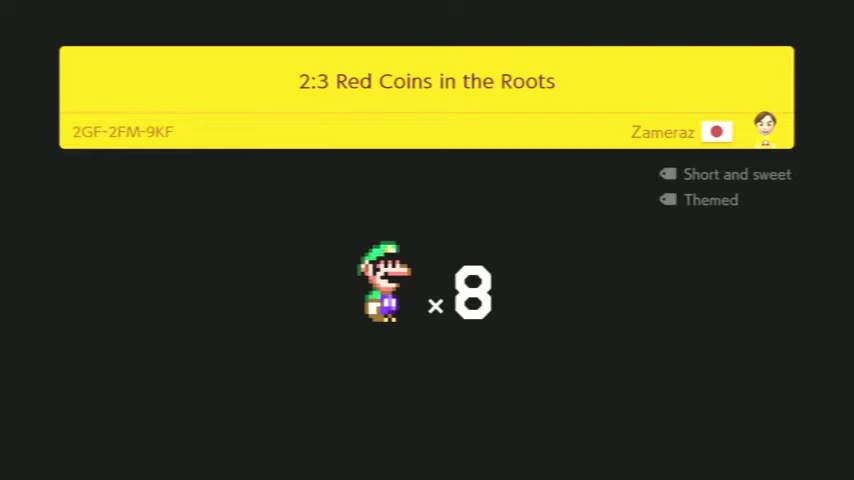 2:3 Red Coins in the Roots
2GF-2FM-9KF
Zameraz
Short and sweet
Themed
× 8